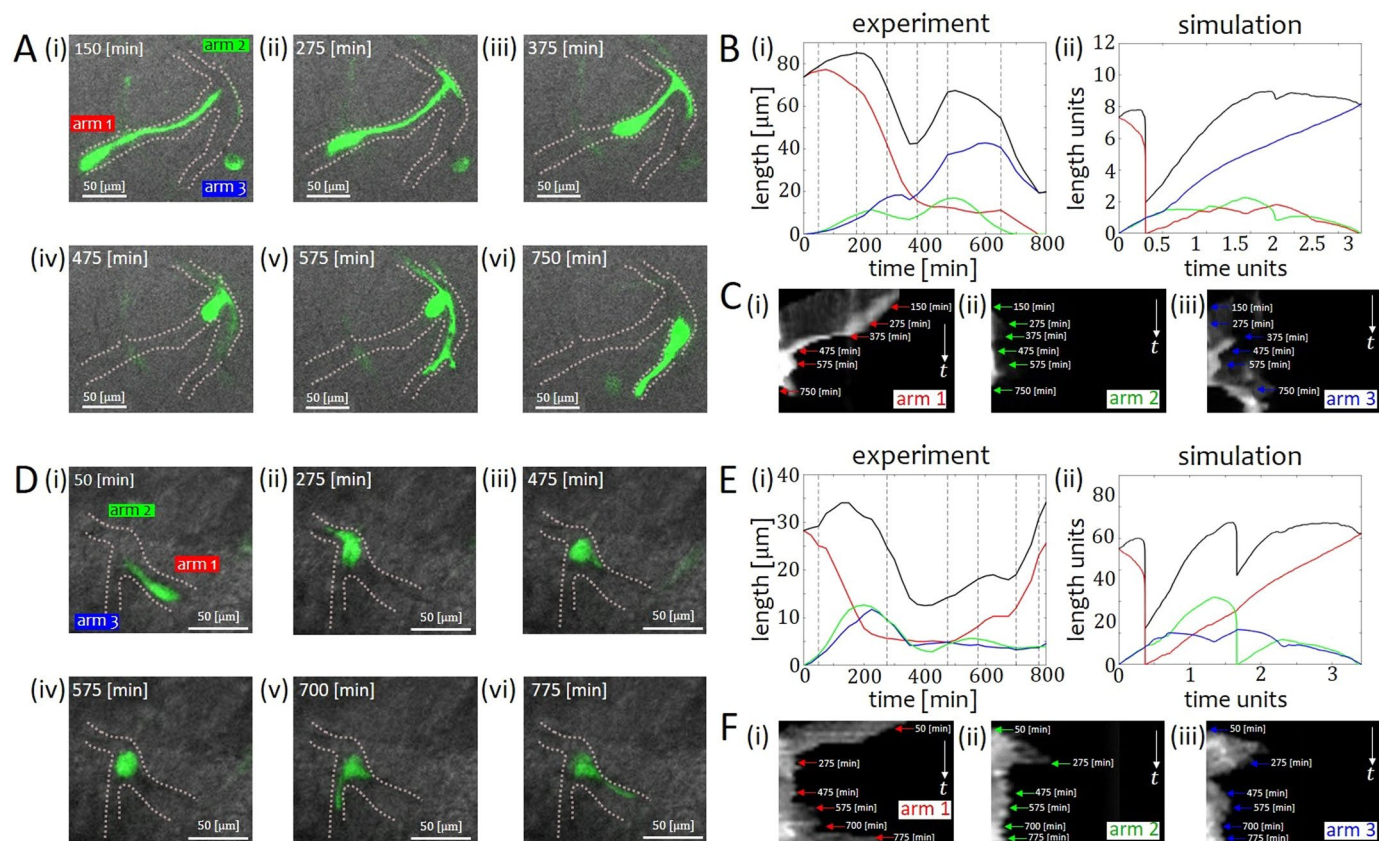 A
(i)
150 [min]
arm 2
arm 1
arm 3
50 [μm]
(ii)
275 [min]
50 [μm]
(iii)
375 [min]
50 [μm]
(iv)
475 [min]
50 [μm]
(v)
575 [min]
50 [μm]
(vi)
750 [min]
50 [μm]
B
experiment
(i)
length [μm]
80
60
40
20
0
0 200 400 600 800
time [min]
simulation
(ii)
length units
12
10
8
6
4
2
0
0.5 1 1.5 2 2.5 3
time units
C
(i)
150 [min]
275 [min]
375 [min]
475 [min]
575 [min]
750 [min]
t
arm 1
(ii)
150 [min]
275 [min]
375 [min]
475 [min]
575 [min]
750 [min]
t
arm 2
(iii)
150 [min]
275 [min]
375 [min]
475 [min]
575 [min]
750 [min]
t
arm 3
D
(i)
50 [min]
arm 2
arm 1
arm 3
50 [μm]
(ii)
275 [min]
50 [μm]
(iii)
475 [min]
50 [μm]
(iv)
575 [min]
50 [μm]
(v)
700 [min]
50 [μm]
(vi)
775 [min]
50 [μm]
E
experiment
(i)
length [μm]
40
30
20
10
0
0 200 400 600 800
time [min]
simulation
(ii)
length units
80
60
40
20
0
0 1 2 3
time units
F
(i)
50 [min]
275 [min]
475 [min]
575 [min]
700 [min]
775 [min]
t
arm 1
(ii)
50 [min]
275 [min]
475 [min]
575 [min]
700 [min]
775 [min]
t
arm 2
(iii)
50 [min]
275 [min]
475 [min]
575 [min]
700 [min]
775 [min]
t
arm 3